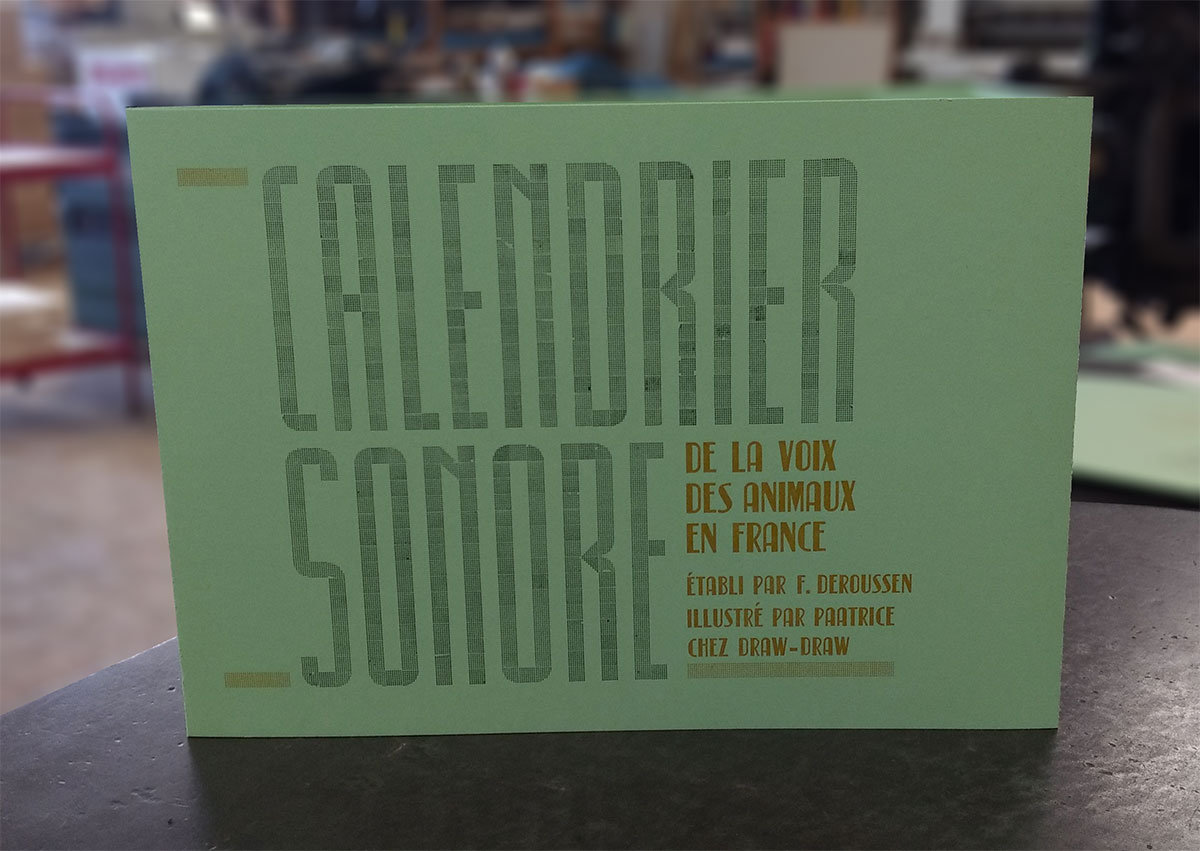 CALENDRIER
SONORE
DE LA VOIX
DES ANIMAUX
EN FRANCE
ÉTABLI PAR F. DEROUSSEN
ILLUSTRÉ PAR PAATRICE
CHEZ DRAW-DRAW